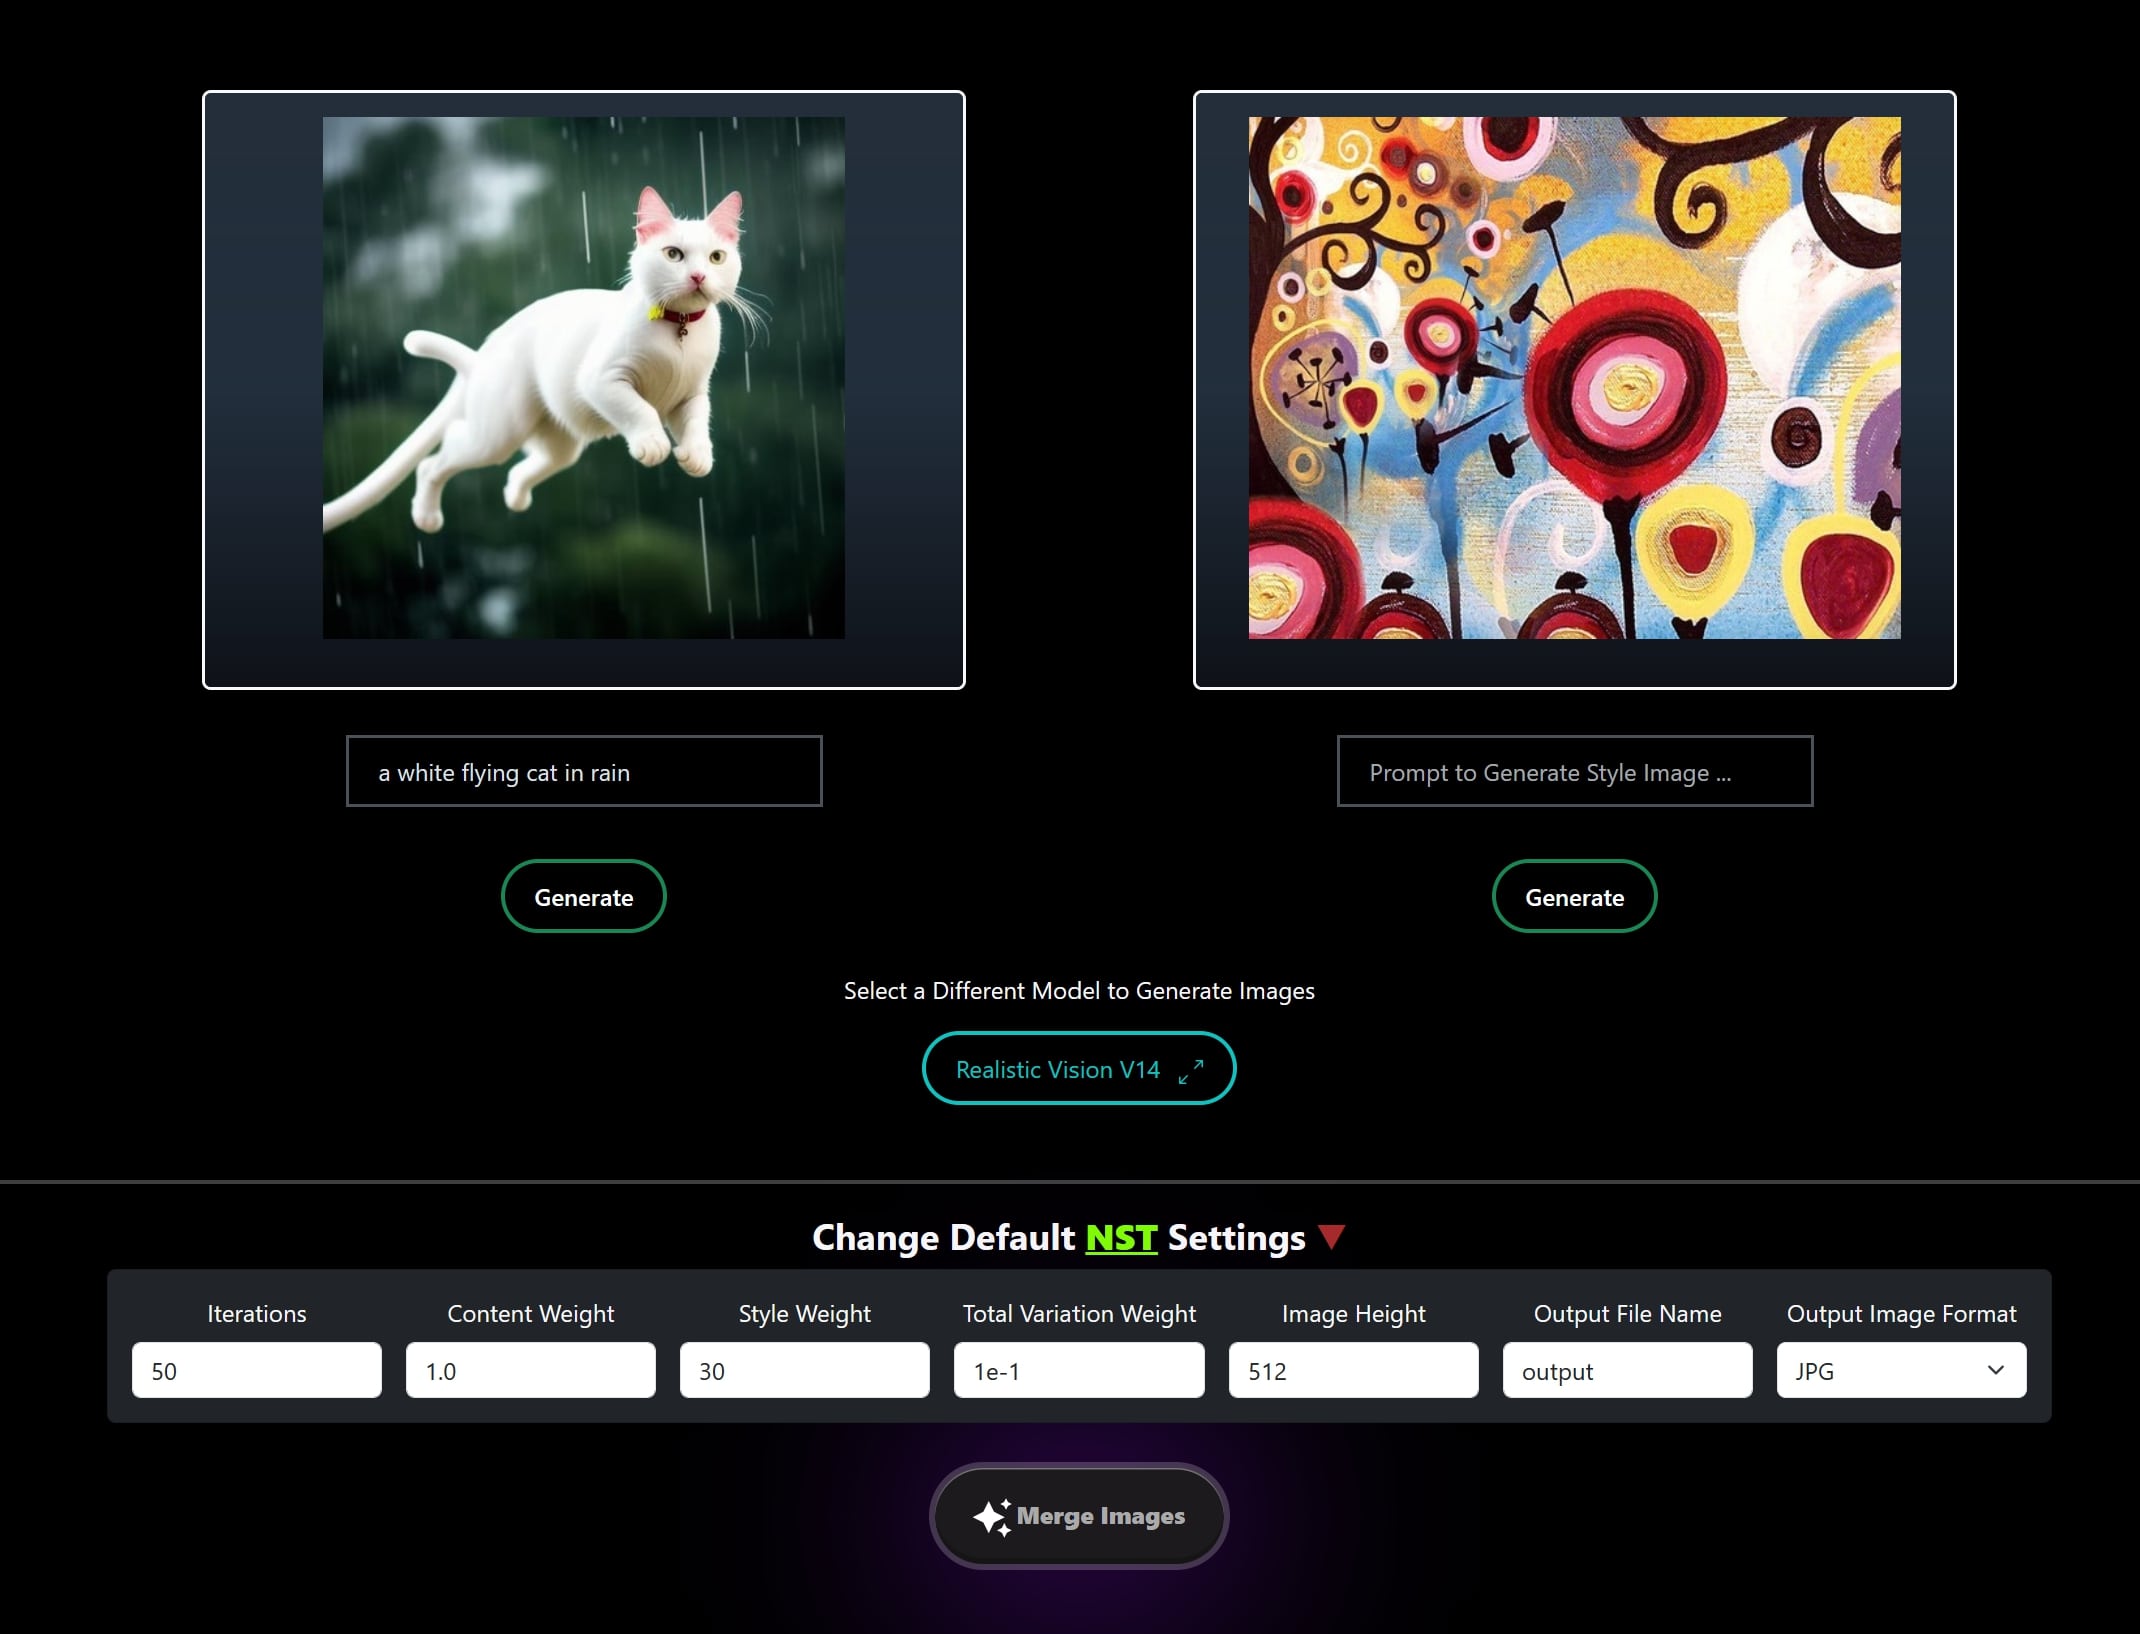 a white flying cat in rain
Prompt to Generate Style Image ...
Generate
Generate
Select a Different Model to Generate Images
Realistic Vision V14
Change Default NST Settings
Iterations
Content Weight
Style Weight
Total Variation Weight
Image Height
Output File Name
Output Image Format
50
1.0
30
1e-1
512
output
JPG
Merge Images